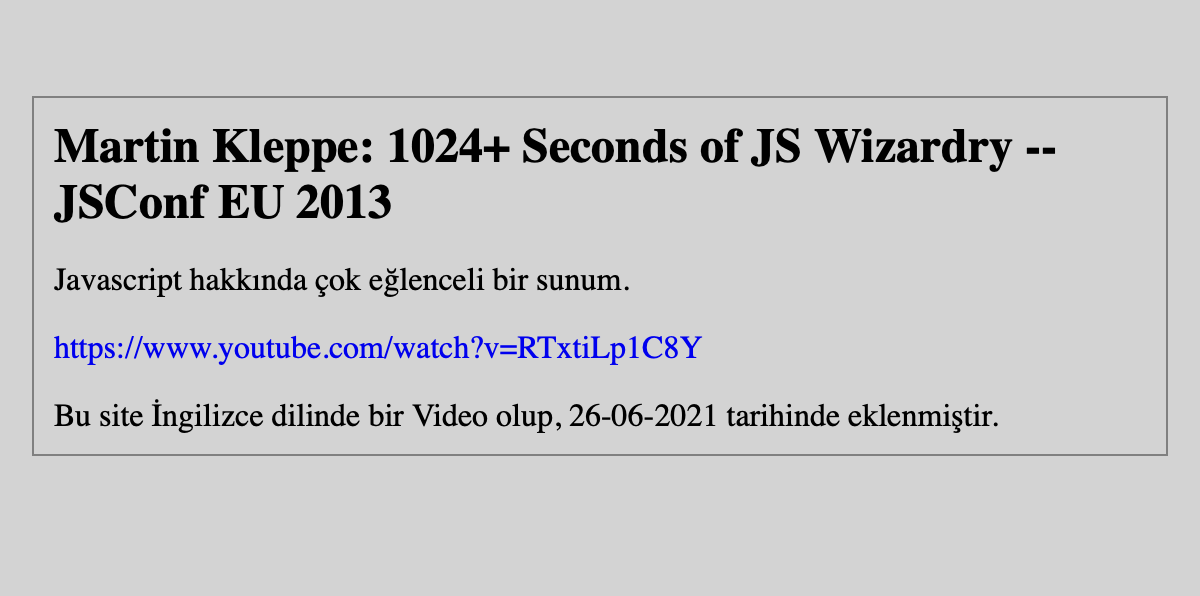 Martin Kleppe: 1024+ Seconds of JS Wizardry --
JSConf EU 2013
Javascript hakkında çok eğlenceli bir sunum.
https://www.youtube.com/watch?v=RTxtiLp1C8Y
Bu site İngilizce dilinde bir Video olup, 26-06-2021 tarihinde eklenmiştir.